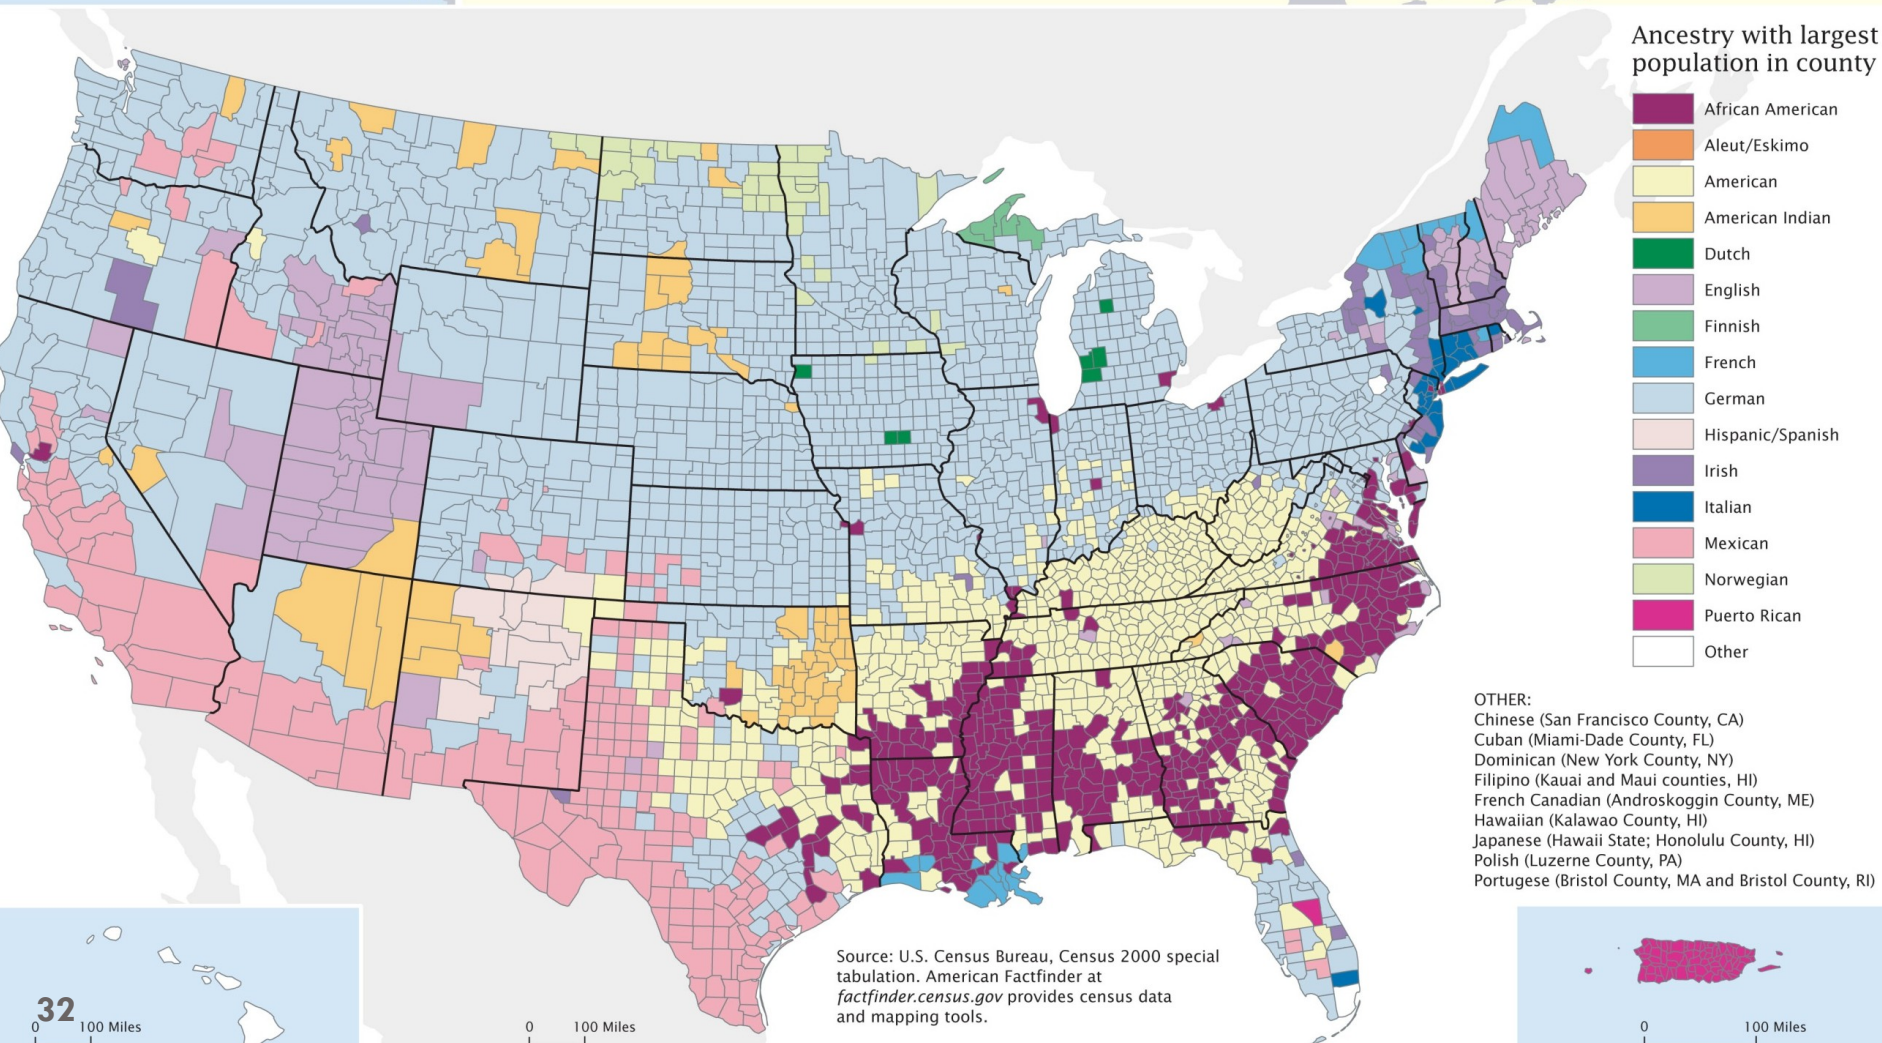 Ancestry with largest
population in county
African American
Aleut/Eskimo
American
American Indian
Dutch
English
Finnish
French
German
Hispanic/Spanish
Irish
Italian
Mexican
Norwegian
Puerto Rican
Other
OTHER:
Chinese (San Francisco County, CA)
Cuban (Miami-Dade County, FL)
Dominican (New York County, NY)
Filipino (Kauai and Maui counties, HI)
French Canadian (Androskoggin County, ME)
Hawaiian (Kalawao County, HI)
Japanese (Hawaii State; Honolulu County, HI)
Polish (Luzerne County, PA)
Portugese (Bristol County, MA and Bristol County, RI)
Source: U.S. Census Bureau, Census 2000 special
tabulation. American Factfinder at
factfinder.census.gov provides census data
and mapping tools.
32
0 100 Miles
0 100 Miles
0 100 Miles